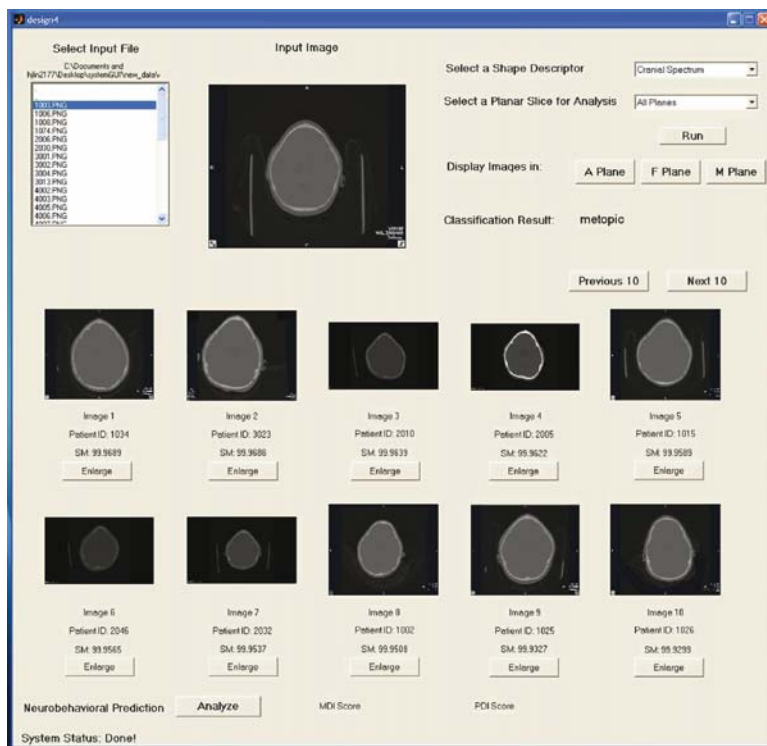 design4
Select Input File
C:\Documents and
hlin2177\Desktop\systemGUI\new_data\v
1003.PNG
1006.PNG
1008.PNG
1074.PNG
2006.PNG
2030.PNG
3001.PNG
3002.PNG
3004.PNG
3013.PNG
4002.PNG
4003.PNG
4005.PNG
4006.PNG
Input Image
Select a Shape Descriptor
Cranial Spectrum
Select a Planar Slice for Analysis
All Planes
Run
Display Images in:
A Plane
F Plane
M Plane
Classification Result:
metopic
Previous 10
Next 10
Image 1
Image 2
Image 3
Image 4
Image 5
Patient ID: 1034
Patient ID: 3023
Patient ID: 2010
Patient ID: 2005
Patient ID: 1015
SM: 99.9689
SM: 99.9686
SM: 99.9639
SM: 99.9622
SM: 99.9589
Enlarge
Enlarge
Enlarge
Enlarge
Enlarge
Image 6
Image 7
Image 8
Image 9
Image 10
Patient ID: 2046
Patient ID: 2032
Patient ID: 1002
Patient ID: 1025
Patient ID: 1026
SM: 99.9565
SM: 99.9537
SM: 99.9508
SM: 99.9327
SM: 99.9299
Enlarge
Enlarge
Enlarge
Enlarge
Enlarge
Neurobehavioral Prediction
Analyze
MDI Score
PDI Score
System Status: Done!